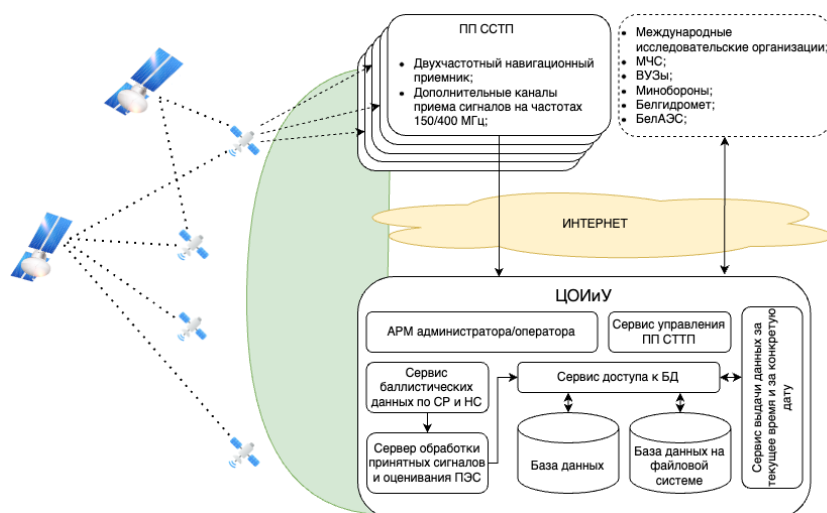 ПП ССТП
Двухчастотный навигационный
приемник;
Дополнительные каналы
приема сигналов на частотах
150/400 МГц;
Международные
исследовательские организации;
МЧС;
ВУЗы;
Минобороны;
Белгидромет;
БелАЭС;
ИНТЕРНЕТ
ЦОИиУ
АРМ администратора/оператора
Сервис управления
ПП СТТП
Сервис
баллистических
данных по СР и НС
Сервис доступа к БД
Сервер обработки
принятых сигналов
и оценивания ПЭС
База данных
База данных на
файловой
системе
Сервис выдачи данных за
текущее время и за конкретую
дату